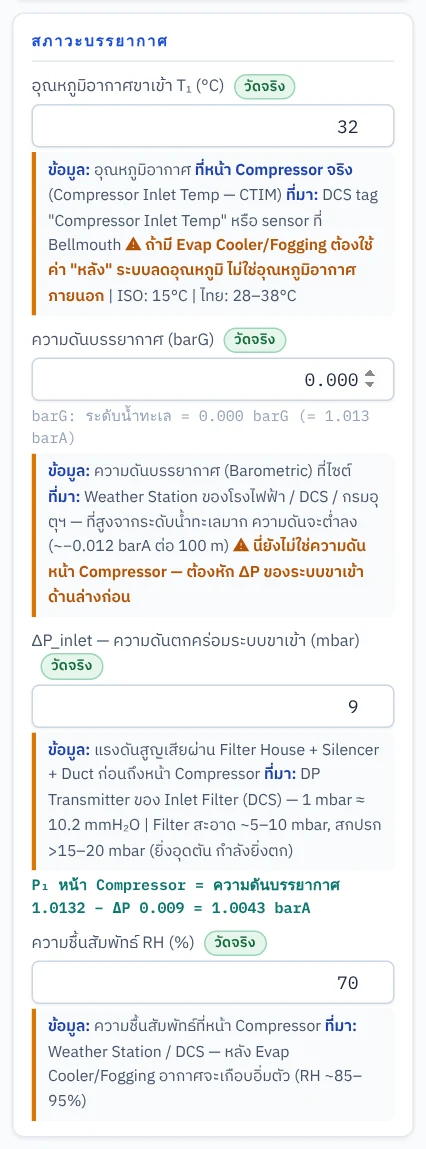 สภาวะบรรยากาศ
อุณหภูมิอากาศขาเข้า T₁ (°C) วัดจริง
32
ข้อมูล: อุณหภูมิอากาศ ที่หน้า Compressor จริง
(Compressor Inlet Temp — CTIM) ที่มา: DCS tag
"Compressor Inlet Temp" หรือ sensor ที่
Bellmouth ⚠ ถ้ามี Evap Cooler/Fogging ต้องใช้
ค่า "หลัง" ระบบลดอุณหภูมิ ไม่ใช่อุณหภูมิอากาศ
ภายนอก | ISO: 15°C | ไทย: 28–38°C
ความดันบรรยากาศ (barG) วัดจริง
0.000
barG: ระดับน้ำทะเล = 0.000 barG (= 1.013
barA)
ข้อมูล: ความดันบรรยากาศ (Barometric) ที่ไซต์
ที่มา: Weather Station ของโรงไฟฟ้า / DCS / กรมอุ
ตุฯ — ที่สูงจากระดับน้ำทะเลมาก ความดันจะต่ำลง
(~−0.012 barA ต่อ 100 m) ⚠ นี่ยังไม่ใช่ความดัน
หน้า Compressor — ต้องหัก ΔP ของระบบขาเข้า
ด้านล่างก่อน
ΔP_inlet — ความดันตกคร่อมระบบขาเข้า (mbar)
วัดจริง
9
ข้อมูล: แรงดันสูญเสียผ่าน Filter House + Silencer
+ Duct ก่อนถึงหน้า Compressor ที่มา: DP
Transmitter ของ Inlet Filter (DCS) — 1 mbar ≈
10.2 mmH₂O | Filter สะอาด ~5–10 mbar, สกปรก
>15–20 mbar (ยิ่งอุดตัน กำลังยิ่งตก)
P₁ หน้า Compressor = ความดันบรรยากาศ
1.0132 − ΔP 0.009 = 1.0043 barA
ความชื้นสัมพัทธ์ RH (%) วัดจริง
70
ข้อมูล: ความชื้นสัมพัทธ์ที่หน้า Compressor ที่มา:
Weather Station / DCS — หลัง Evap
Cooler/Fogging อากาศจะเกือบอิ่มตัว (RH ~85–
95%)